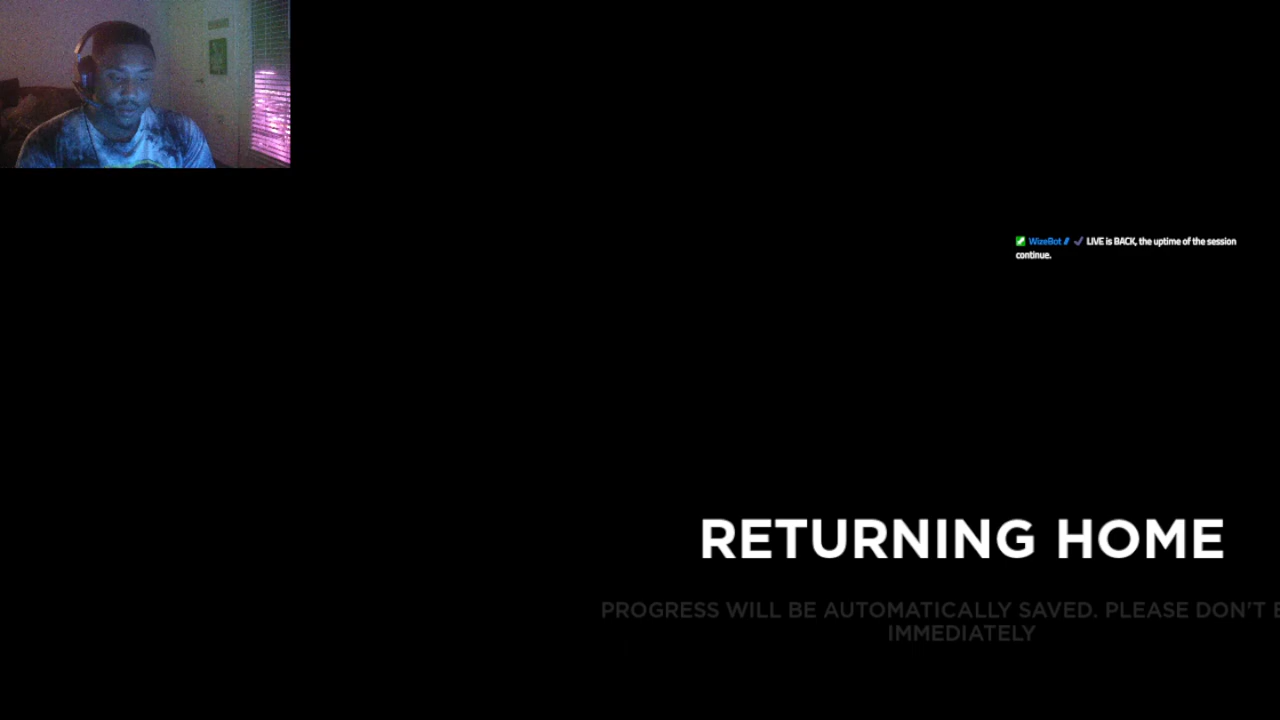 WizeBot // ✔ LIVE is BACK, the uptime of the session
continue.
RETURNING HOME
PROGRESS WILL BE AUTOMATICALLY SAVED. PLEASE DON'T
IMMEDIATELY